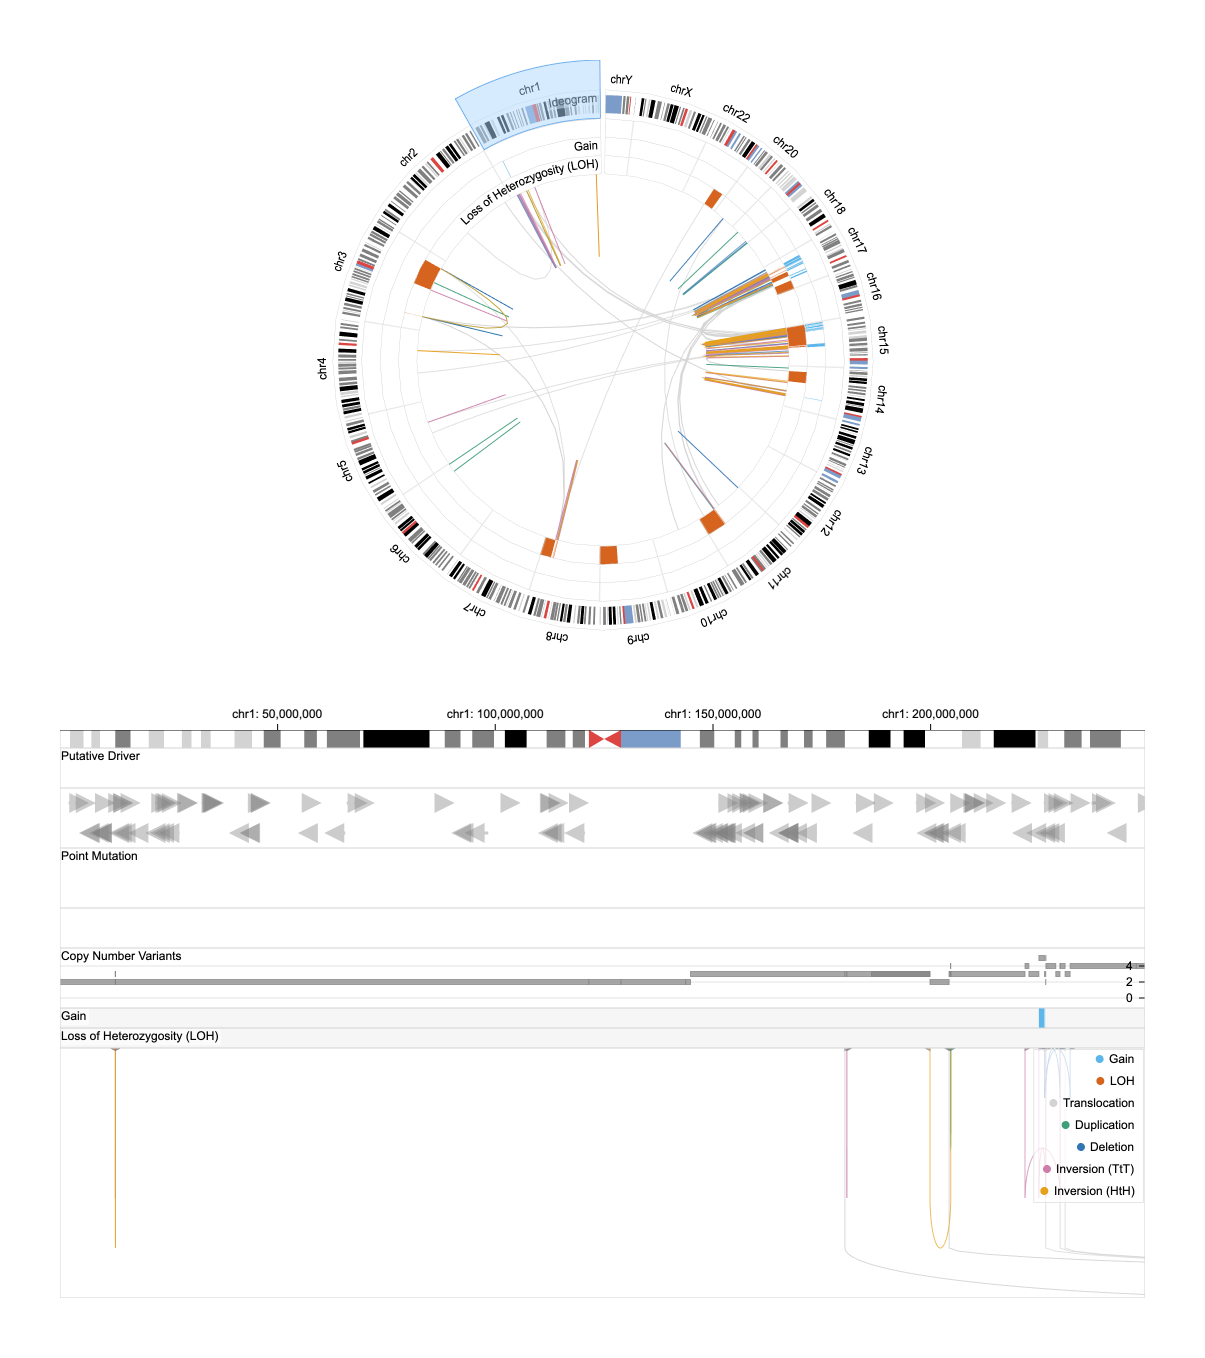 chr1
Ideogram
chrY
chrX
chr22
chr20
chr18
chr17
chr16
chr15
chr14
chr13
chr12
chr11
chr10
chr9
chr8
chr7
chr6
chr5
chr4
chr3
chr2
Gain
Loss of Heterozygosity (LOH)
chr1: 50,000,000
chr1: 100,000,000
chr1: 150,000,000
chr1: 200,000,000
Putative Driver
Point Mutation
Copy Number Variants
4
2
0
Gain
Loss of Heterozygosity (LOH)
Gain
LOH
Translocation
Duplication
Deletion
Inversion (TtT)
Inversion (HtH)